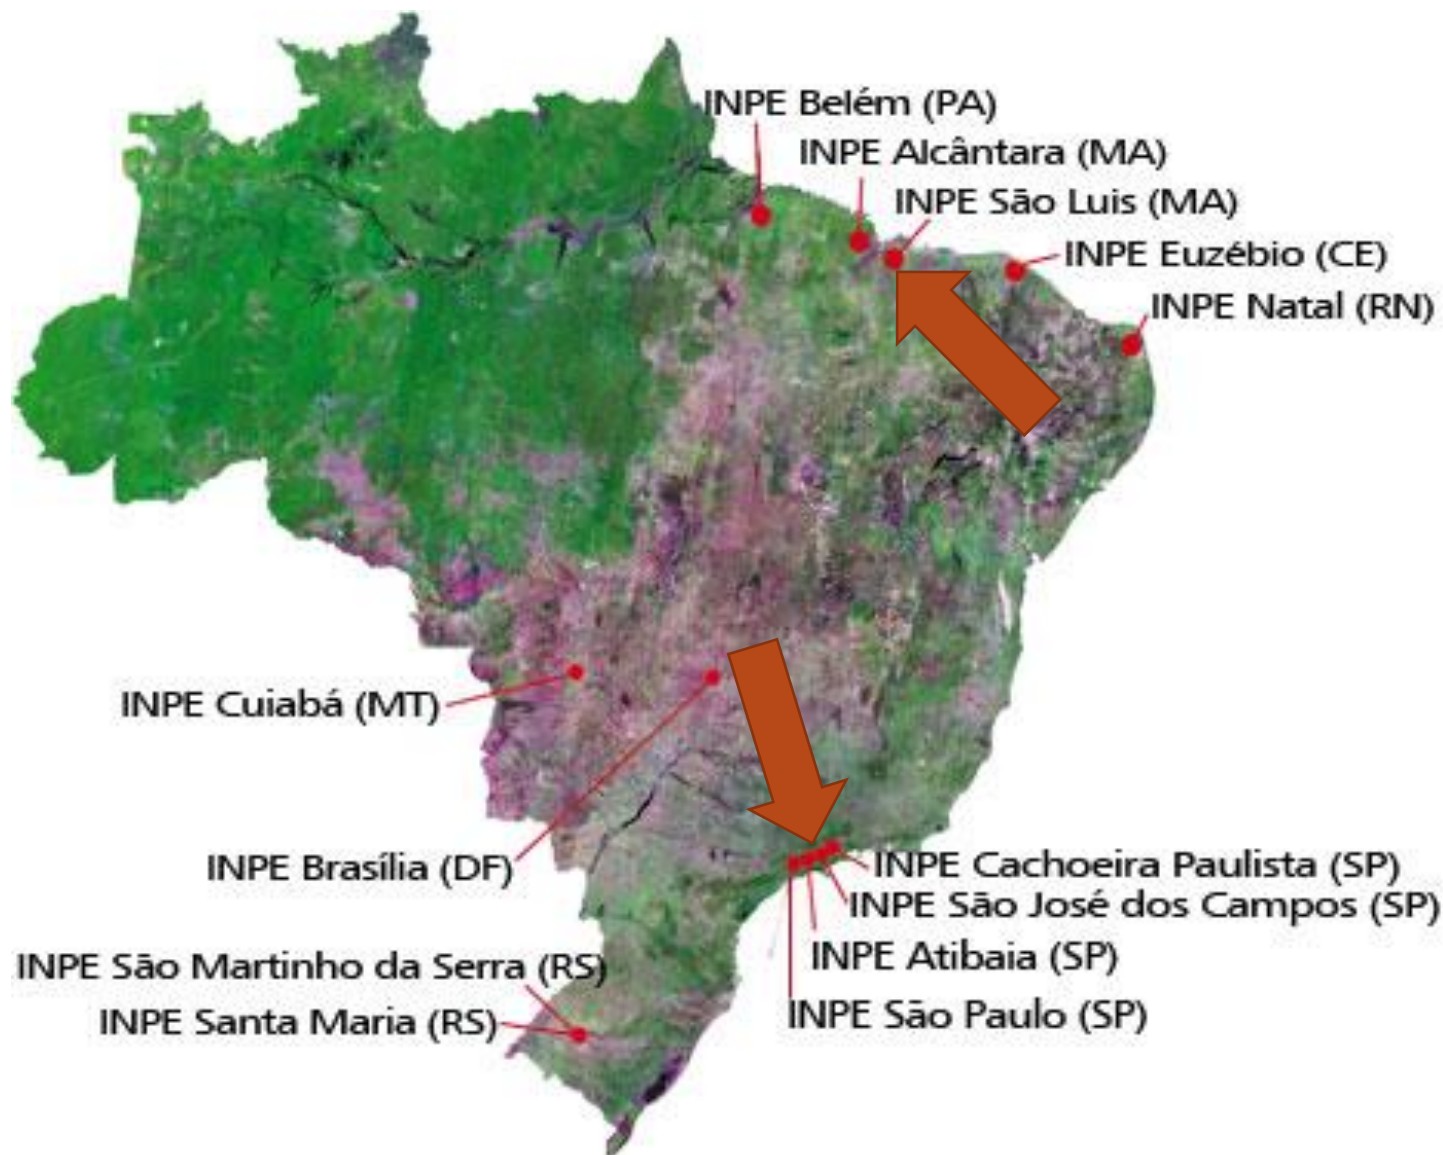 INPE Belém (PA)
INPE Alcântara (MA)
INPE São Luis (MA)
INPE Euzébio (CE)
INPE Natal (RN)
INPE Cuiabá (MT)
INPE Brasília (DF)
INPE Cachoeira Paulista (SP)
INPE São José dos Campos (SP)
INPE Atibaia (SP)
INPE São Martinho da Serra (RS)
INPE Santa Maria (RS)
INPE São Paulo (SP)